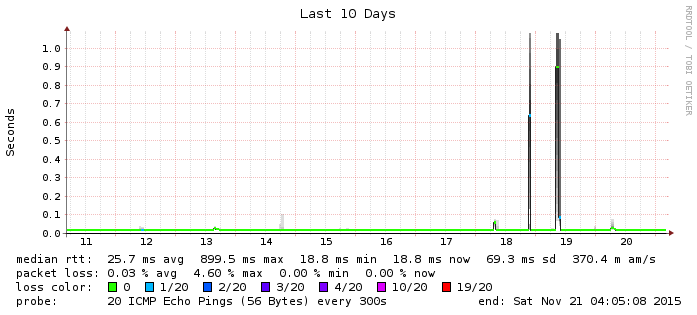 Last 10 Days
RRDTOOL / TOBI OETIKER
Seconds
1.0
0.9
0.8
0.7
0.6
0.5
0.4
0.3
0.2
0.1
0.0
11 12 13 14 15 16 17 18 19 20
median rtt: 25.7 ms avg 899.5 ms max 18.8 ms min 18.8 ms now 69.3 ms sd 370.4 m am/s
packet loss: 0.03 % avg 4.60 % max 0.00 % min 0.00 % now
loss color: 0 1/20 2/20 3/20 4/20 10/20 19/20
probe: 20 ICMP Echo Pings (56 Bytes) every 300s end: Sat Nov 21 04:05:08 2015